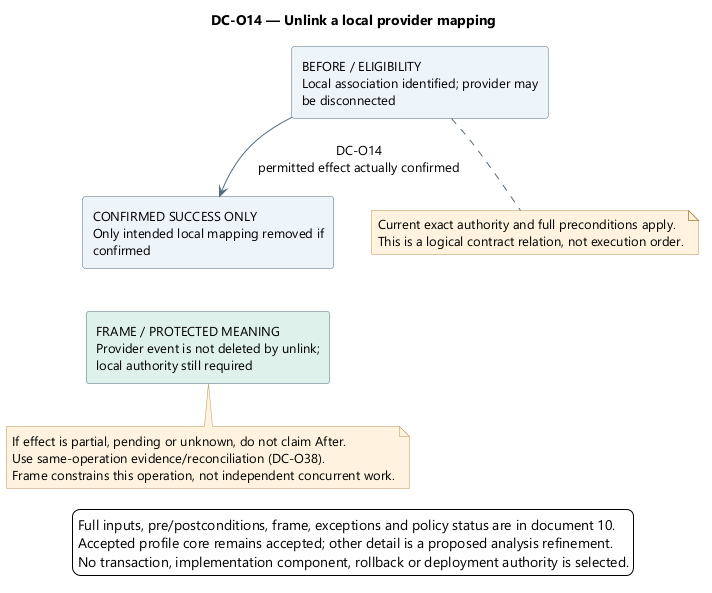 DC-O14 — Unlink a local provider mapping
BEFORE / ELIGIBILITY
Local association identified; provider may
be disconnected
DC-O14
permitted effect actually confirmed
CONFIRMED SUCCESS ONLY
Only intended local mapping removed if
confirmed
Current exact authority and full preconditions apply.
This is a logical contract relation, not execution order.
FRAME / PROTECTED MEANING
Provider event is not deleted by unlink;
local authority still required
If effect is partial, pending or unknown, do not claim After.
Use same-operation evidence/reconciliation (DC-O38).
Frame constrains this operation, not independent concurrent work.
Full inputs, pre/postconditions, frame, exceptions and policy status are in document 10.
Accepted profile core remains accepted; other detail is a proposed analysis refinement.
No transaction, implementation component, rollback or deployment authority is selected.